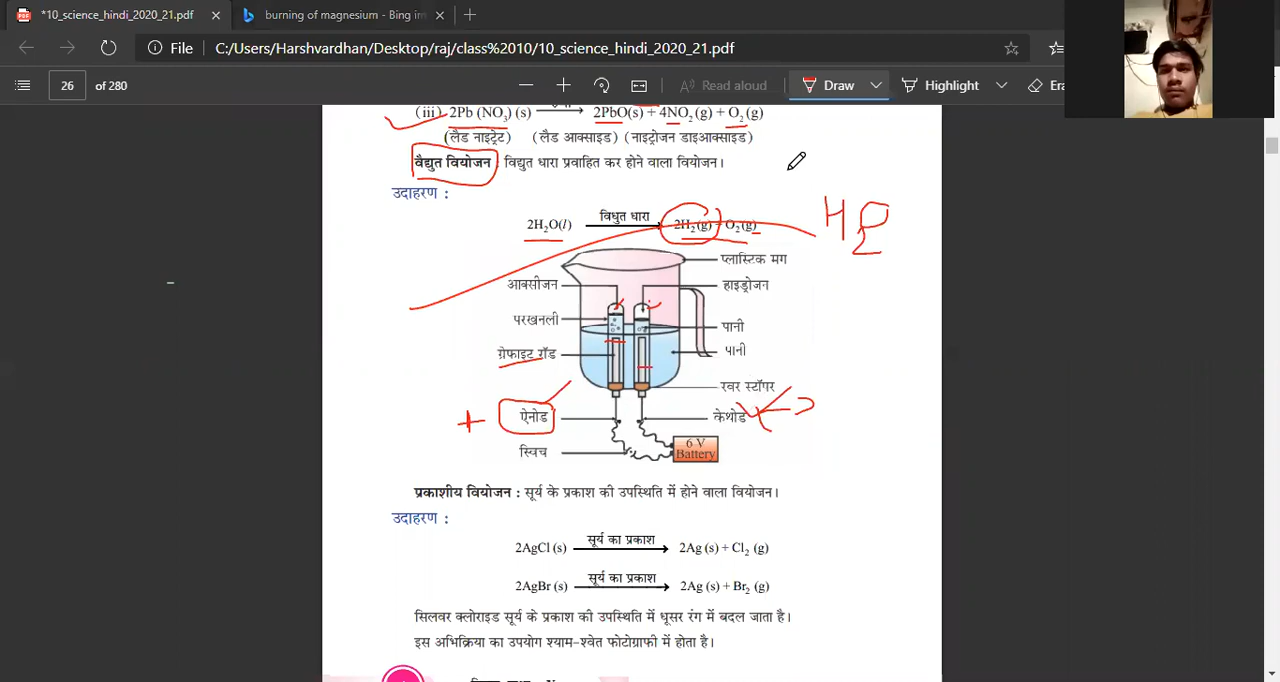 *10_science_hindi_2020_21.pdf
burning of magnesium - Bing im
File C:/Users/Harshvardhan/Desktop/raj/class%2010/10_science_hindi_2020_21.pdf
26 of 280 Read aloud Draw Highlight Era
(iii) 2Pb (NO₃) (s) → 2PbO(s) + 4NO₂(g) + O₂(g)
(लैड नाइट्रेट) (लैड आक्साइड) (नाइट्रोजन डाइआक्साइड)
वैद्युत वियोजन विद्युत धारा प्रवाहित कर होने वाला वियोजन।
उदाहरण :
2H₂O(l) विधुत धारा → 2H₂(g) + O₂(g)
H
प्लास्टिक मग
आक्सीजन हाइड्रोजन
परखनली पानी
ग्रेफाइट रॉड पानी
रवर स्टॉपर
+ ऐनोड केथोड
स्विच 6 V
Battery
प्रकाशीय वियोजन : सूर्य के प्रकाश की उपस्थिति में होने वाला वियोजन।
उदाहरण :
2AgCl (s) सूर्य का प्रकाश → 2Ag (s) + Cl₂ (g)
2AgBr (s) सूर्य का प्रकाश → 2Ag (s) + Br₂ (g)
सिलवर क्लोराइड सूर्य के प्रकाश की उपस्थिति में धूसर रंग में बदल जाता है।
इस अभिक्रिया का उपयोग श्याम-श्वेत फोटोग्राफी में होता है।